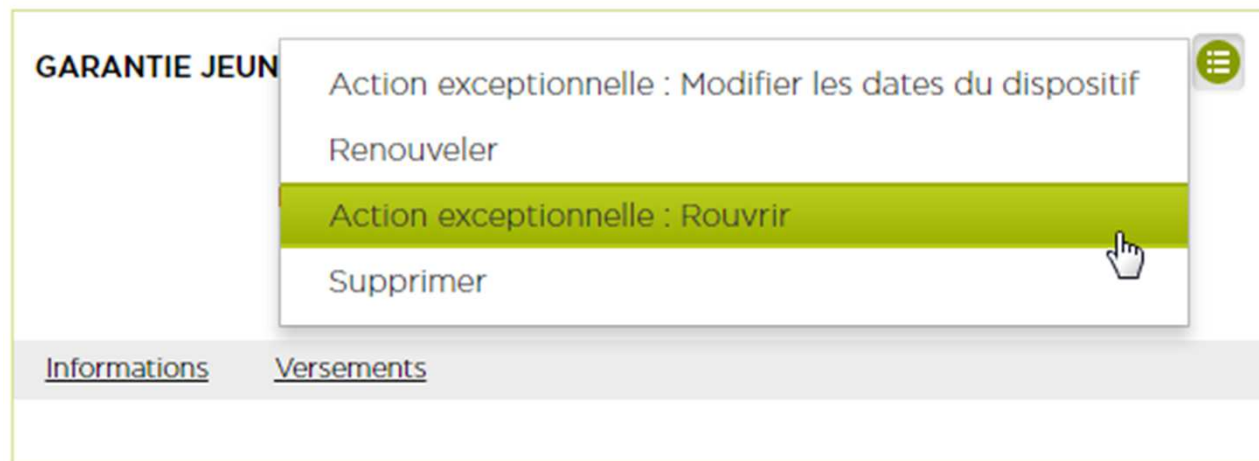 GARANTIE JEUN
Action exceptionnelle : Modifier les dates du dispositif
Renouveler
Action exceptionnelle : Rouvrir
Supprimer
Informations Versements